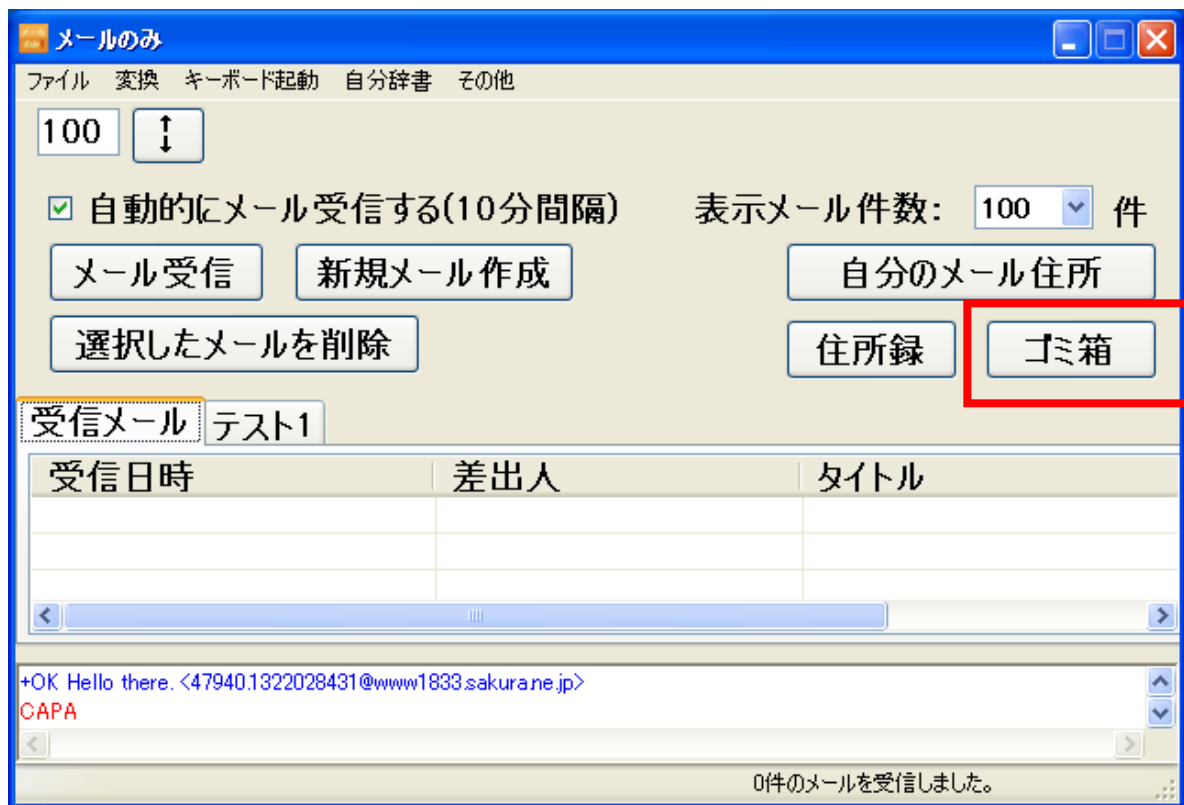 メールのみ
ファイル 変換 キーボード起動 自分辞書 その他
100
自動的にメール受信する(10分間隔) 表示メール件数: 100 件
メール受信 新規メール作成 自分のメール住所
選択したメールを削除 住所録 ゴミ箱
受信メール テスト1
受信日時 差出人 タイトル
+OK Hello there. <47940.1322028431@www1833.sakura.ne.jp>
CAPA
0件のメールを受信しました。